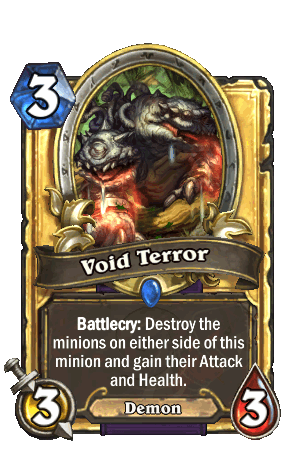 3
Void Terror
Battlecry: Destroy the
minions on either side of this
minion and gain their Attack
and Health.
3
Demon
3